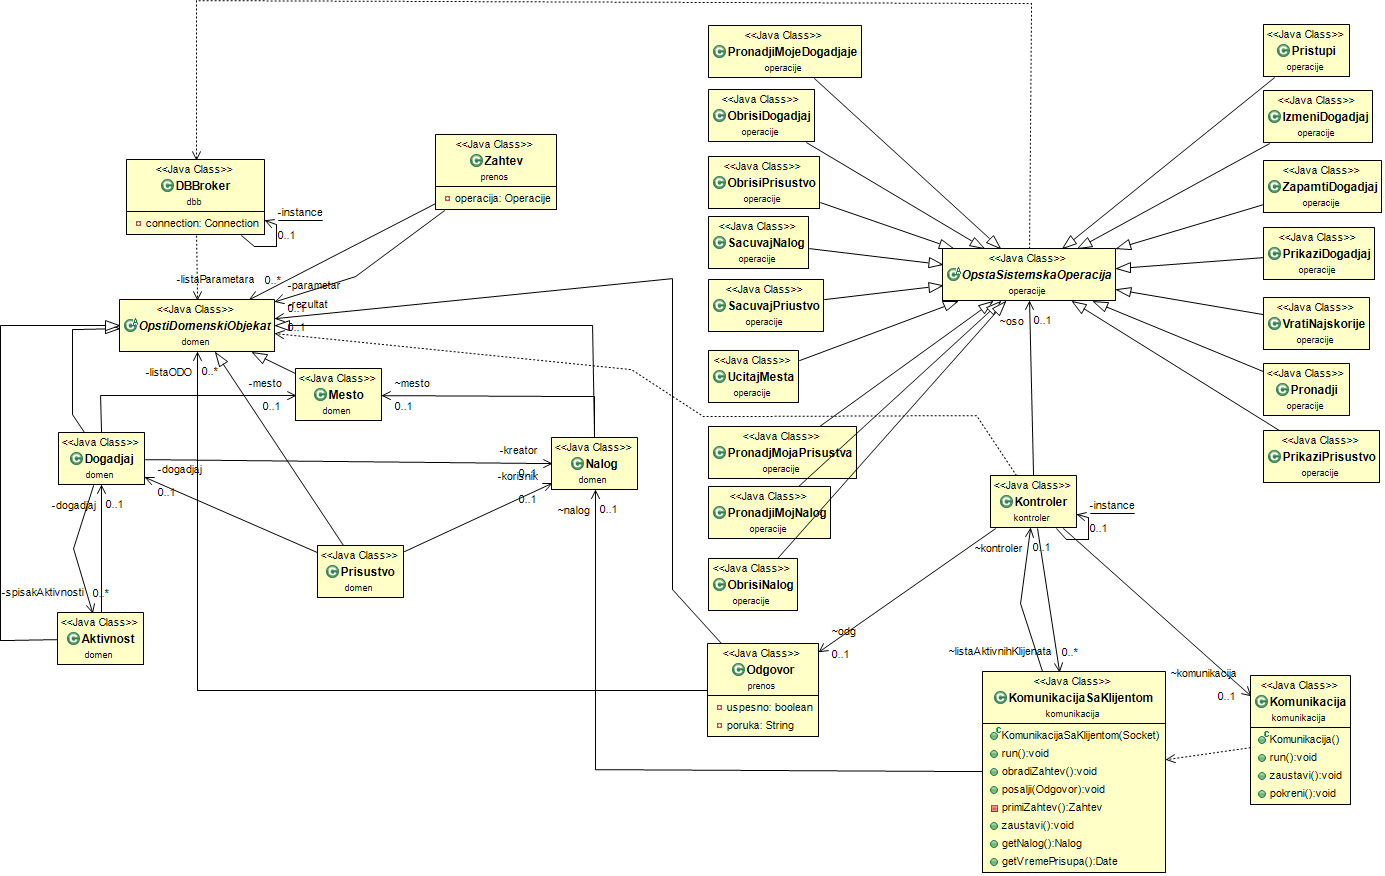 <<Java Class>>
PronadjiMojeDogadjaje
operacije
<<Java Class>>
Pristupi
operacije
<<Java Class>>
ObrisiDogadjaj
operacije
<<Java Class>>
IzmeniDogadjaj
operacije
<<Java Class>>
Zahtev
prenos
operacija: Operacije
<<Java Class>>
DBBroker
dbb
connection: Connection
-instance
0..1
<<Java Class>>
ObrisiPrisustvo
operacije
<<Java Class>>
ZapamtiDogadjaj
operacije
<<Java Class>>
SacuvajNalog
operacije
<<Java Class>>
PrikaziDogadjaj
operacije
<<Java Class>>
OpstaSistemskaOperacija
operacije
-listaParametara
0..*
-parametar
0..1
-rezultat
0..1
<<Java Class>>
SacuvajPriustvo
operacije
<<Java Class>>
OpstiDomenskiObjekat
domen
<<Java Class>>
VratiNajskorije
operacije
~oso
0..1
<<Java Class>>
UcitajMesta
operacije
<<Java Class>>
Pronadji
operacije
-listaODO
0..*
<<Java Class>>
Mesto
domen
-mesto
0..1
~mesto
0..1
<<Java Class>>
PronadjMojaPrisustva
operacije
<<Java Class>>
PrikaziPrisustvo
operacije
<<Java Class>>
Dogadjaj
domen
<<Java Class>>
Nalog
domen
-kreator
0..1
-dogadjaj
0..1
-korisnik
0..1
~nalog
0..1
<<Java Class>>
PronadjiMojNalog
operacije
<<Java Class>>
Kontroler
kontroler
-instance
0..1
-dogadjaj
0..1
<<Java Class>>
Prisustvo
domen
<<Java Class>>
ObrisiNalog
operacije
~kontroler
0..1
-spisakAktivnosti
0..*
<<Java Class>>
Aktivnost
domen
~odg
0..1
<<Java Class>>
Odgovor
prenos
uspesno: boolean
poruka: String
~listaAktivnihKlijenata
0..*
~komunikacija
0..1
<<Java Class>>
KomunikacijaSaKlijentom
komunikacija
KomunikacijaSaKlijentom(Socket)
run():void
obradiZahtev():void
posalji(Odgovor):void
primiZahtev():Zahtev
zaustavi():void
getNalog():Nalog
getVremePrisupa():Date
<<Java Class>>
Komunikacija
komunikacija
Komunikacija()
run():void
zaustavi():void
pokreni():void